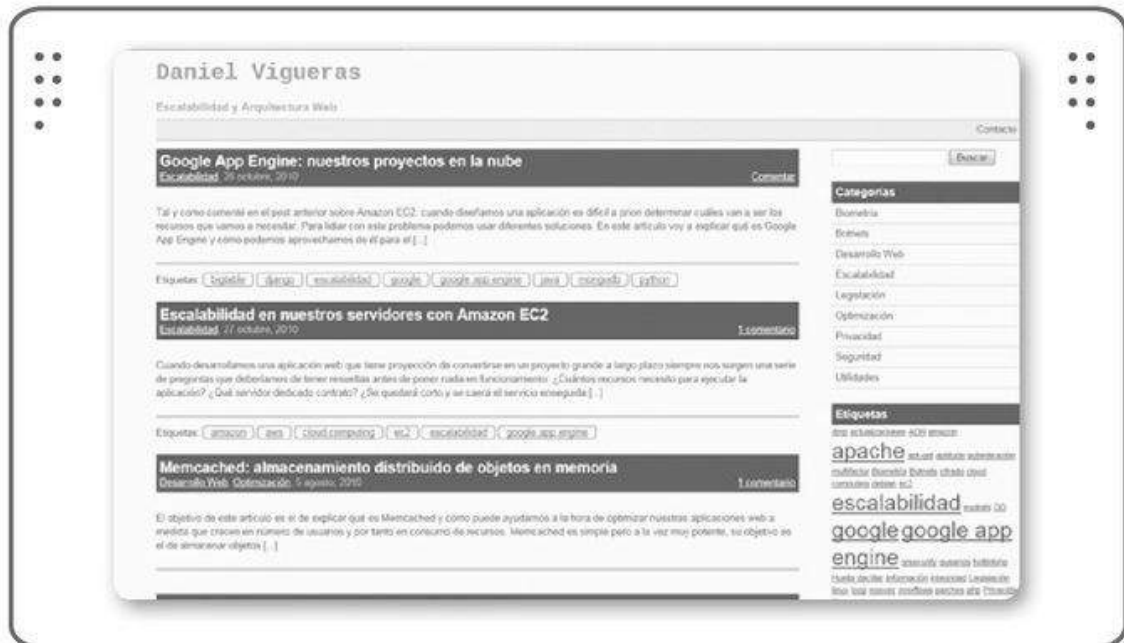 Daniel Vigueras
Escalabilidad y Arquitectura Web
Contacto
Google App Engine: nuestros proyectos en la nube
Escalabilidad, 26 octubre, 2010 Comentar
Tal y como comenté en el post anterior sobre Amazon EC2: cuando diseñamos una aplicación es difícil a priori determinar cuáles van a ser los
recursos que vamos a necesitar. Para lidiar con este problema podemos usar diferentes soluciones. En este artículo voy a explicar qué es Google
App Engine y cómo podemos aprovecharnos de él para el [...]
Etiquetas: bigtable django escalabilidad google google app engine java mongodb python
Escalabilidad en nuestros servidores con Amazon EC2
Escalabilidad, octubre, 2010 1 comentario
Cuando desarrollamos una aplicación web que tiene proyección de convertirse en un proyecto grande a largo plazo siempre nos surgen una serie
de preguntas que deberíamos de tener resueltas antes de poner nada en funcionamiento: ¿Cuántos recursos necesito para ejecutar la
aplicación? ¿Qué servidor dedicado contrato? ¿Se quedará corto y se caerá el servicio enseguida [...]
Etiquetas: amazon aws cloud computing ec2 escalabilidad google app engine
Memcached: almacenamiento distribuido de objetos en memoria
Desarrollo Web, Optimización, 5 agosto, 2010 1 comentario
El objetivo de este artículo es el de explicar qué es Memcached y cómo puede ayudarnos a la hora de optimizar nuestras aplicaciones web a
medida que crecen en número de usuarios y por tanto en consumo de recursos. Memcached es simple pero a la vez muy potente, su objetivo es
el de almacenar objetos [...]
Buscar
Categorías
Biometría
Botnets
Desarrollo Web
Escalabilidad
Legislación
Optimización
Privacidad
Seguridad
Utilidades
Etiquetas
actualizaciones amazon
apache
Biometría Botnets cifrado cloud
computing ec2
escalabilidad
google google app
engine
información Legislación